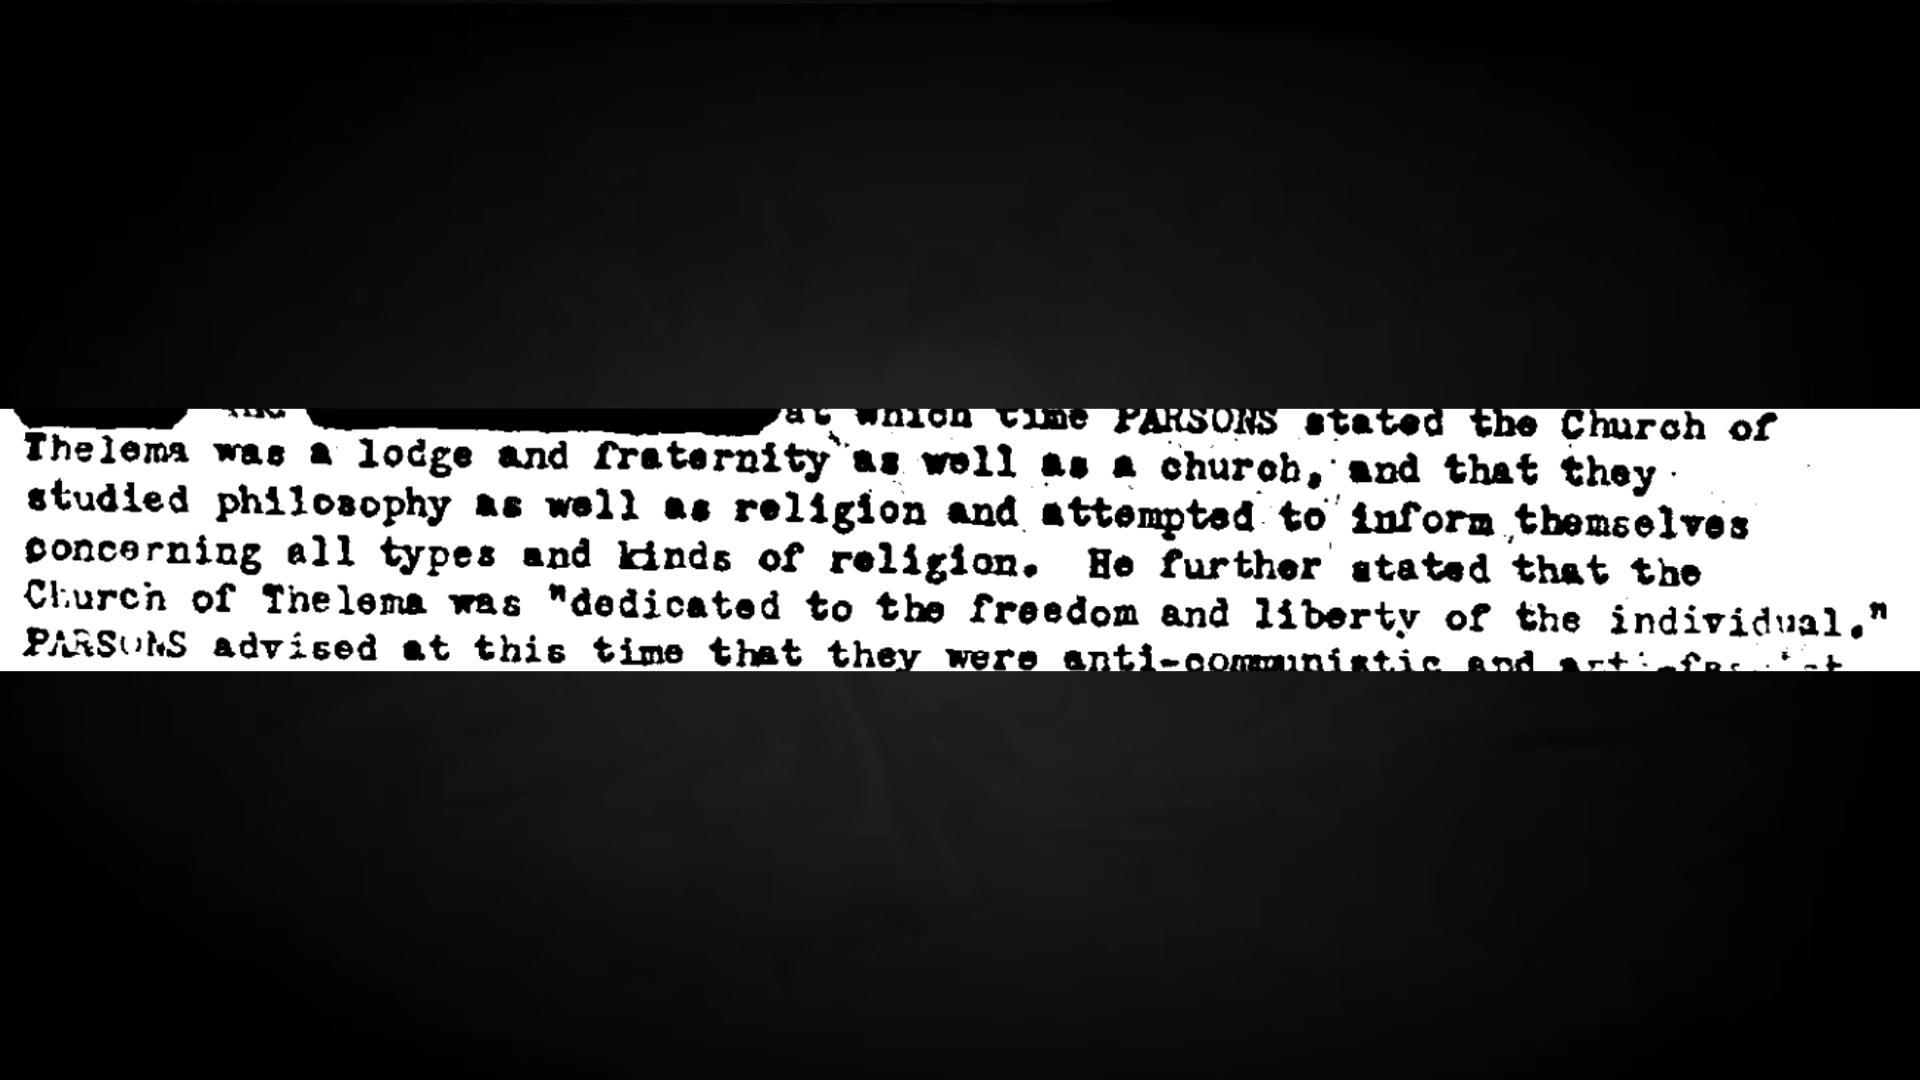 at which time PARSONS stated the Church of
Thelema was a lodge and fraternity as well as a church, and that they
studied philosophy as well as religion and attempted to inform themselves
concerning all types and kinds of religion. He further stated that the
Church of Thelema was "dedicated to the freedom and liberty of the individual."
PARSONS advised at this time that they were anti-communistic and